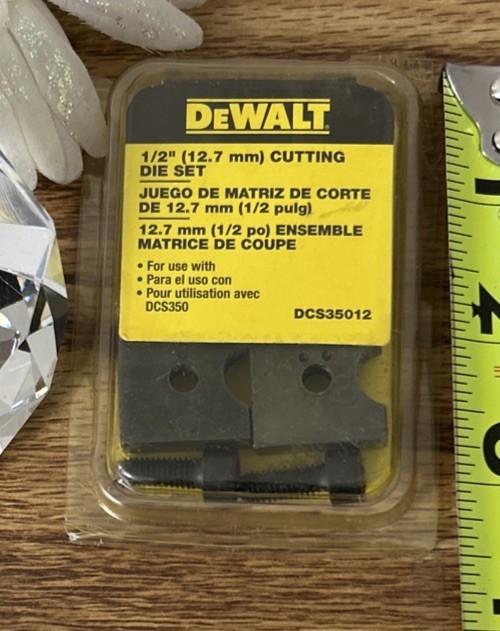 DEWALT
1/2" (12.7 mm) CUTTING
DIE SET
JUEGO DE MATRIZ DE CORTE
DE 12.7 mm (1/2 pulg)
12.7 mm (1/2 po) ENSEMBLE
MATRICE DE COUPE
• For use with
• Para el uso con
• Pour utilisation avec
DCS350
DCS35012